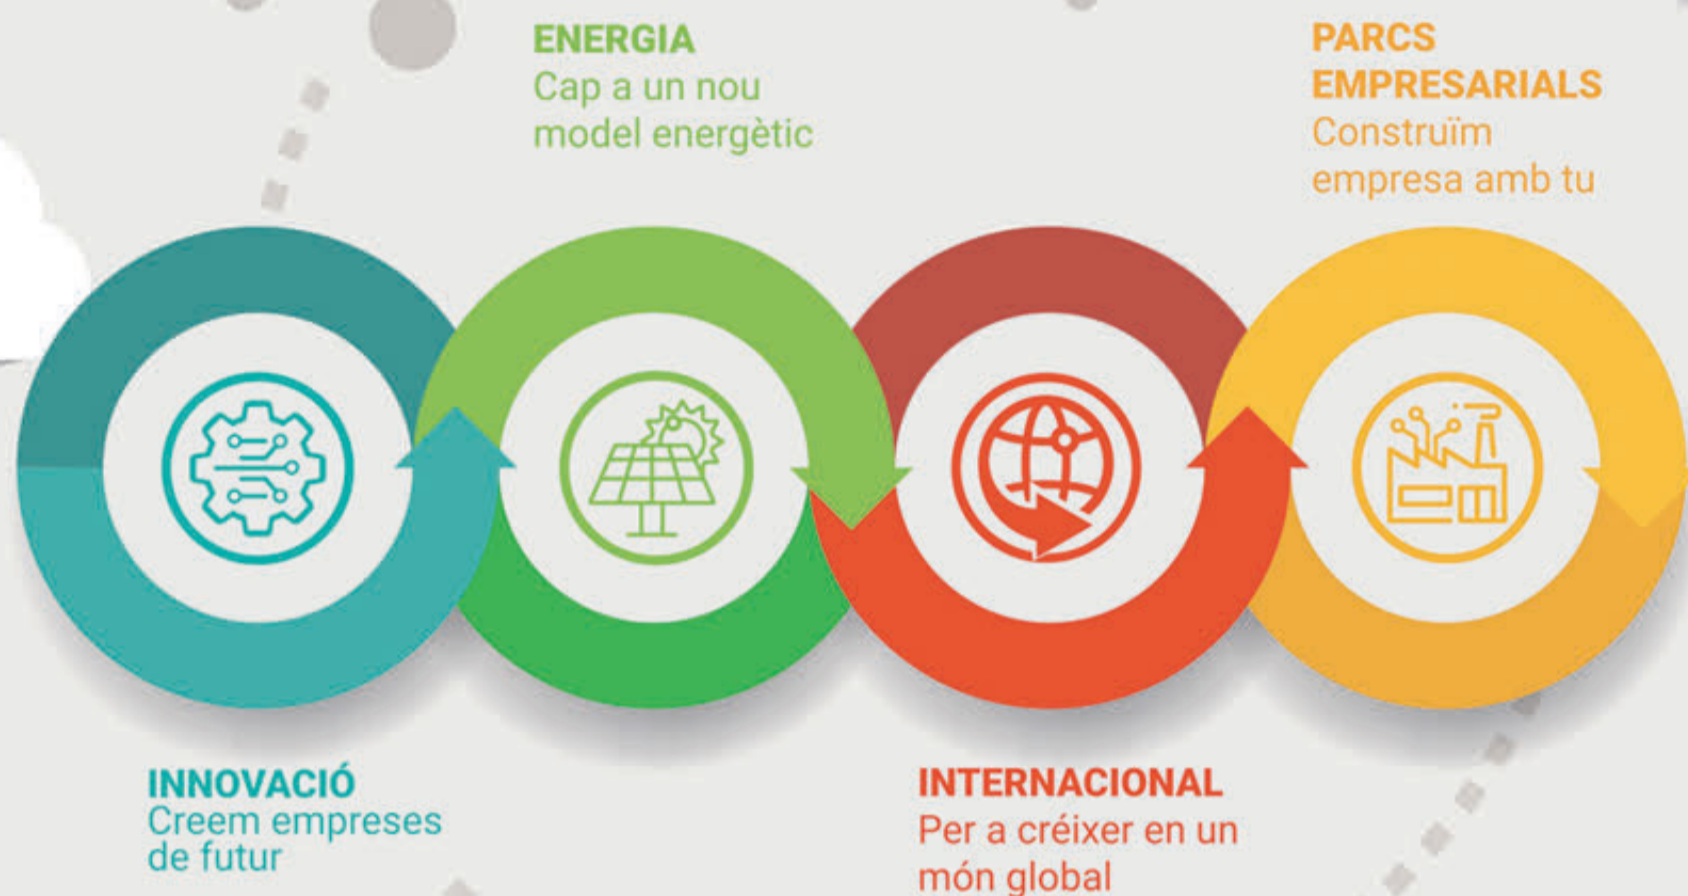 ENERGIA
Cap a un nou
model energètic
PARCS
EMPRESARIALS
Construïm
empresa amb tu
INNOVACIÓ
Creem empreses
de futur
INTERNACIONAL
Per a créixer en un
món global